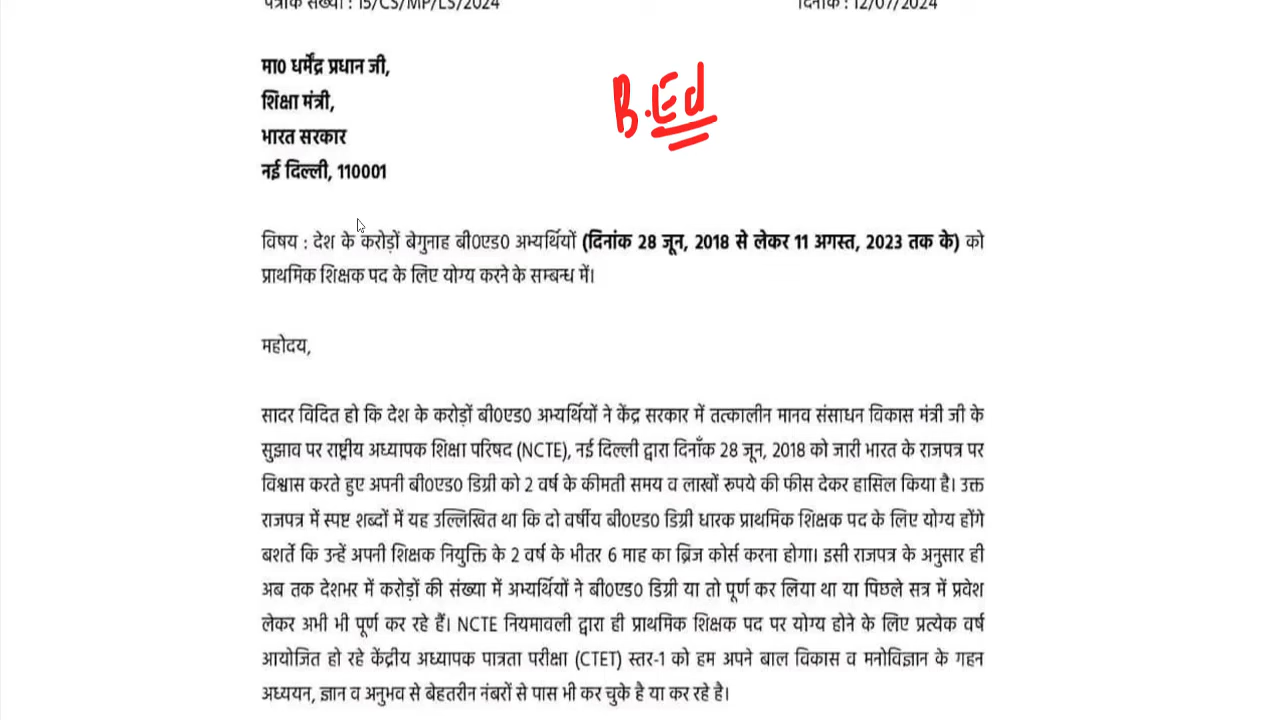 पत्रांक संख्या : 15/CS/MP/LS/2024 दिनांक : 12/07/2024
मा0 धर्मेंद्र प्रधान जी,
B.Ed
शिक्षा मंत्री,
भारत सरकार
नई दिल्ली, 110001
विषय : देश के करोड़ों बेगुनाह बी0एड0 अभ्यर्थियों (दिनांक 28 जून, 2018 से लेकर 11 अगस्त, 2023 तक के) को
प्राथमिक शिक्षक पद के लिए योग्य करने के सम्बन्ध में।
महोदय,
सादर विदित हो कि देश के करोड़ों बी0एड0 अभ्यर्थियों ने केंद्र सरकार में तत्कालीन मानव संसाधन विकास मंत्री जी के
सुझाव पर राष्ट्रीय अध्यापक शिक्षा परिषद (NCTE), नई दिल्ली द्वारा दिनाँक 28 जून, 2018 को जारी भारत के राजपत्र पर
विश्वास करते हुए अपनी बी0एड0 डिग्री को 2 वर्ष के कीमती समय व लाखों रूपये की फीस देकर हासिल किया है। उक्त
राजपत्र में स्पष्ट शब्दों में यह उल्लिखित था कि दो वर्षीय बी0एड0 डिग्री धारक प्राथमिक शिक्षक पद के लिए योग्य होंगे
बशर्ते कि उन्हें अपनी शिक्षक नियुक्ति के 2 वर्ष के भीतर 6 माह का ब्रिज कोर्स करना होगा। इसी राजपत्र के अनुसार ही
अब तक देशभर में करोड़ों की संख्या में अभ्यर्थियों ने बी0एड0 डिग्री या तो पूर्ण कर लिया था या पिछले सत्र में प्रवेश
लेकर अभी भी पूर्ण कर रहे हैं। NCTE नियमावली द्वारा ही प्राथमिक शिक्षक पद पर योग्य होने के लिए प्रत्येक वर्ष
आयोजित हो रहे केंद्रीय अध्यापक पात्रता परीक्षा (CTET) स्तर-1 को हम अपने बाल विकास व मनोविज्ञान के गहन
अध्ययन, ज्ञान व अनुभव से बेहतरीन नंबरों से पास भी कर चुके है या कर रहे है।